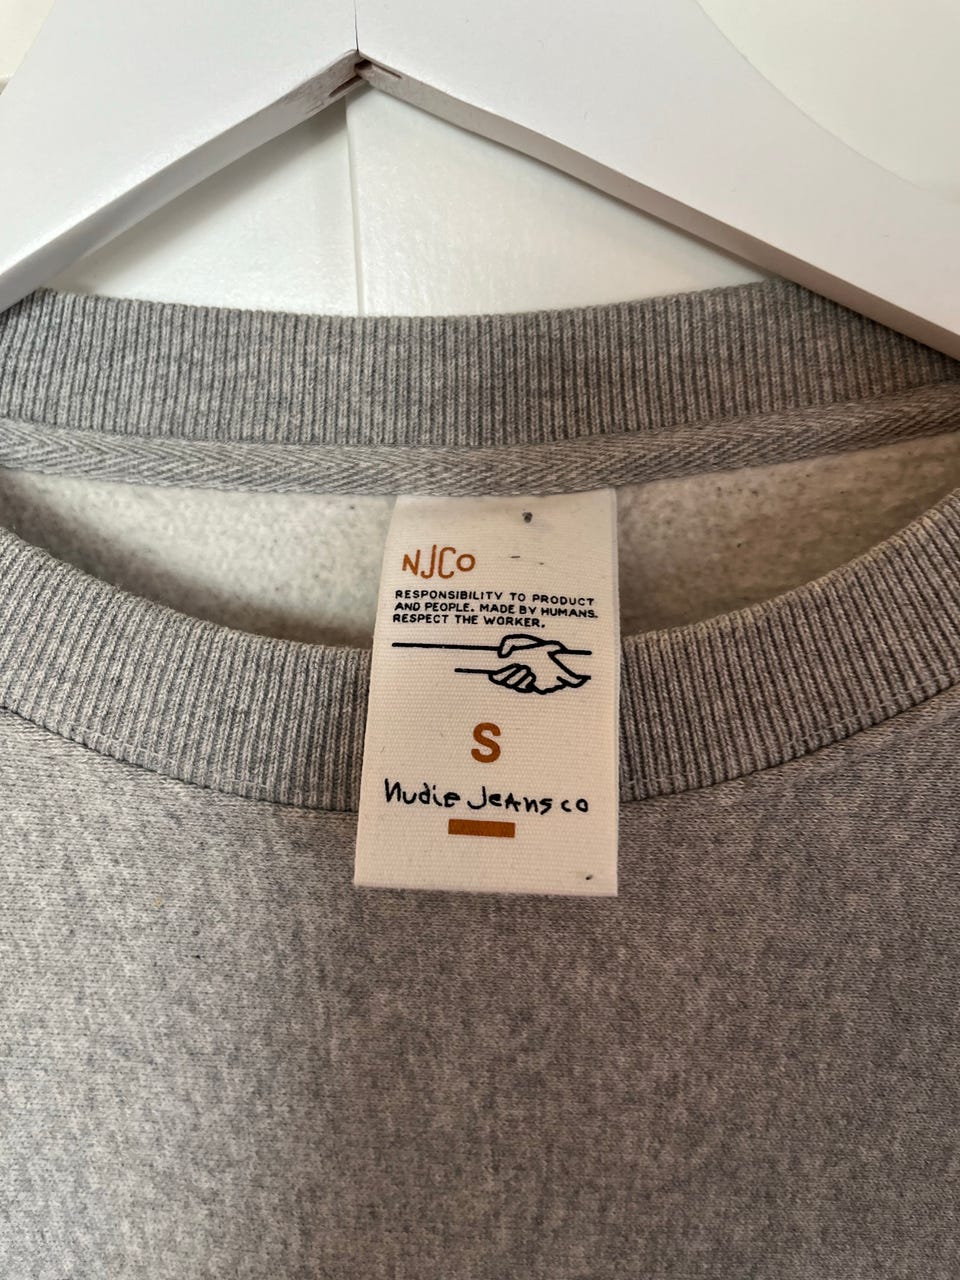 NJCo
RESPONSIBILITY TO PRODUCT
AND PEOPLE. MADE BY HUMANS.
RESPECT THE WORKER.
S
Nudie Jeans co